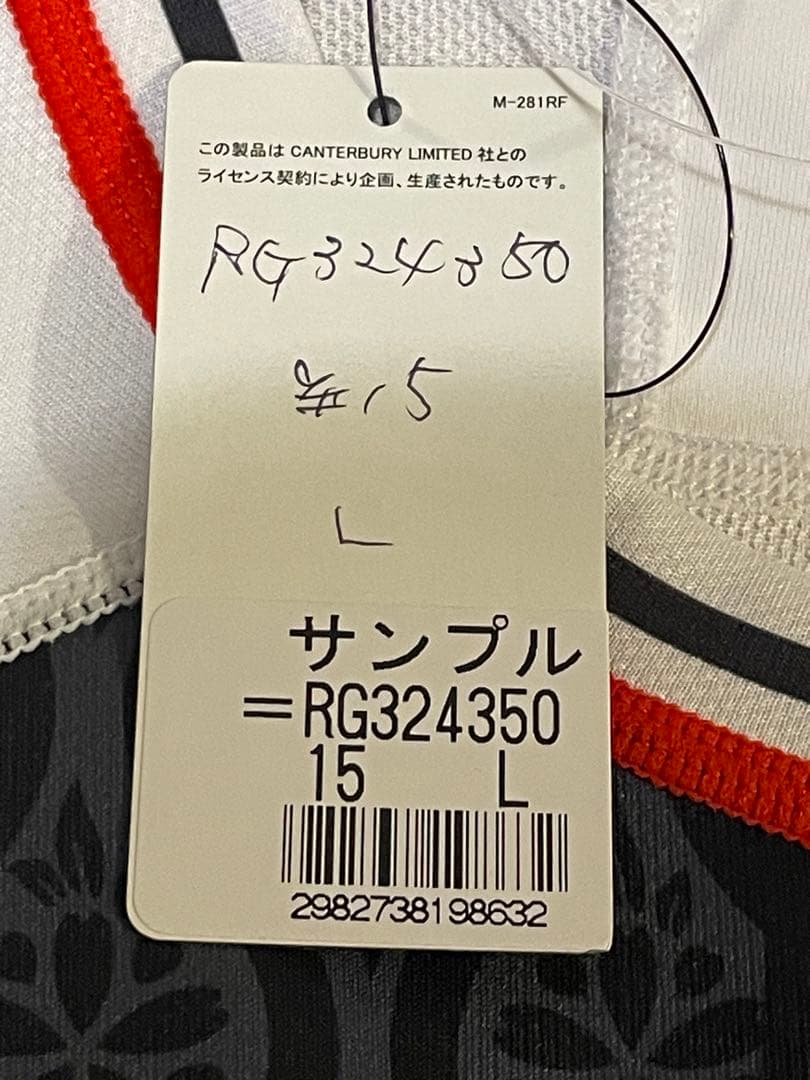 M-281RF
この製品は CANTERBURY LIMITED 社との
ライセンス契約により企画、生産されたものです。
RG324350
#15
L
サンプル
=RG324350
15 L
2982738198632